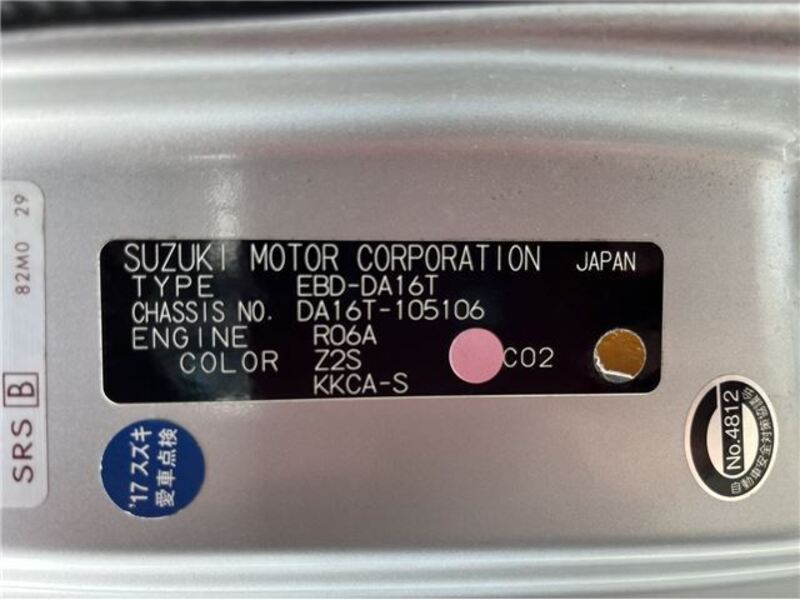 SUZUKI MOTOR CORPORATION JAPAN
TYPE EBD-DA16T
CHASSIS NO. DA16T-105106
ENGINE R06A
COLOR Z2S C02
KKCA-S
SRS B 82M0 29
'17 スズキ
愛車点検
No.4812